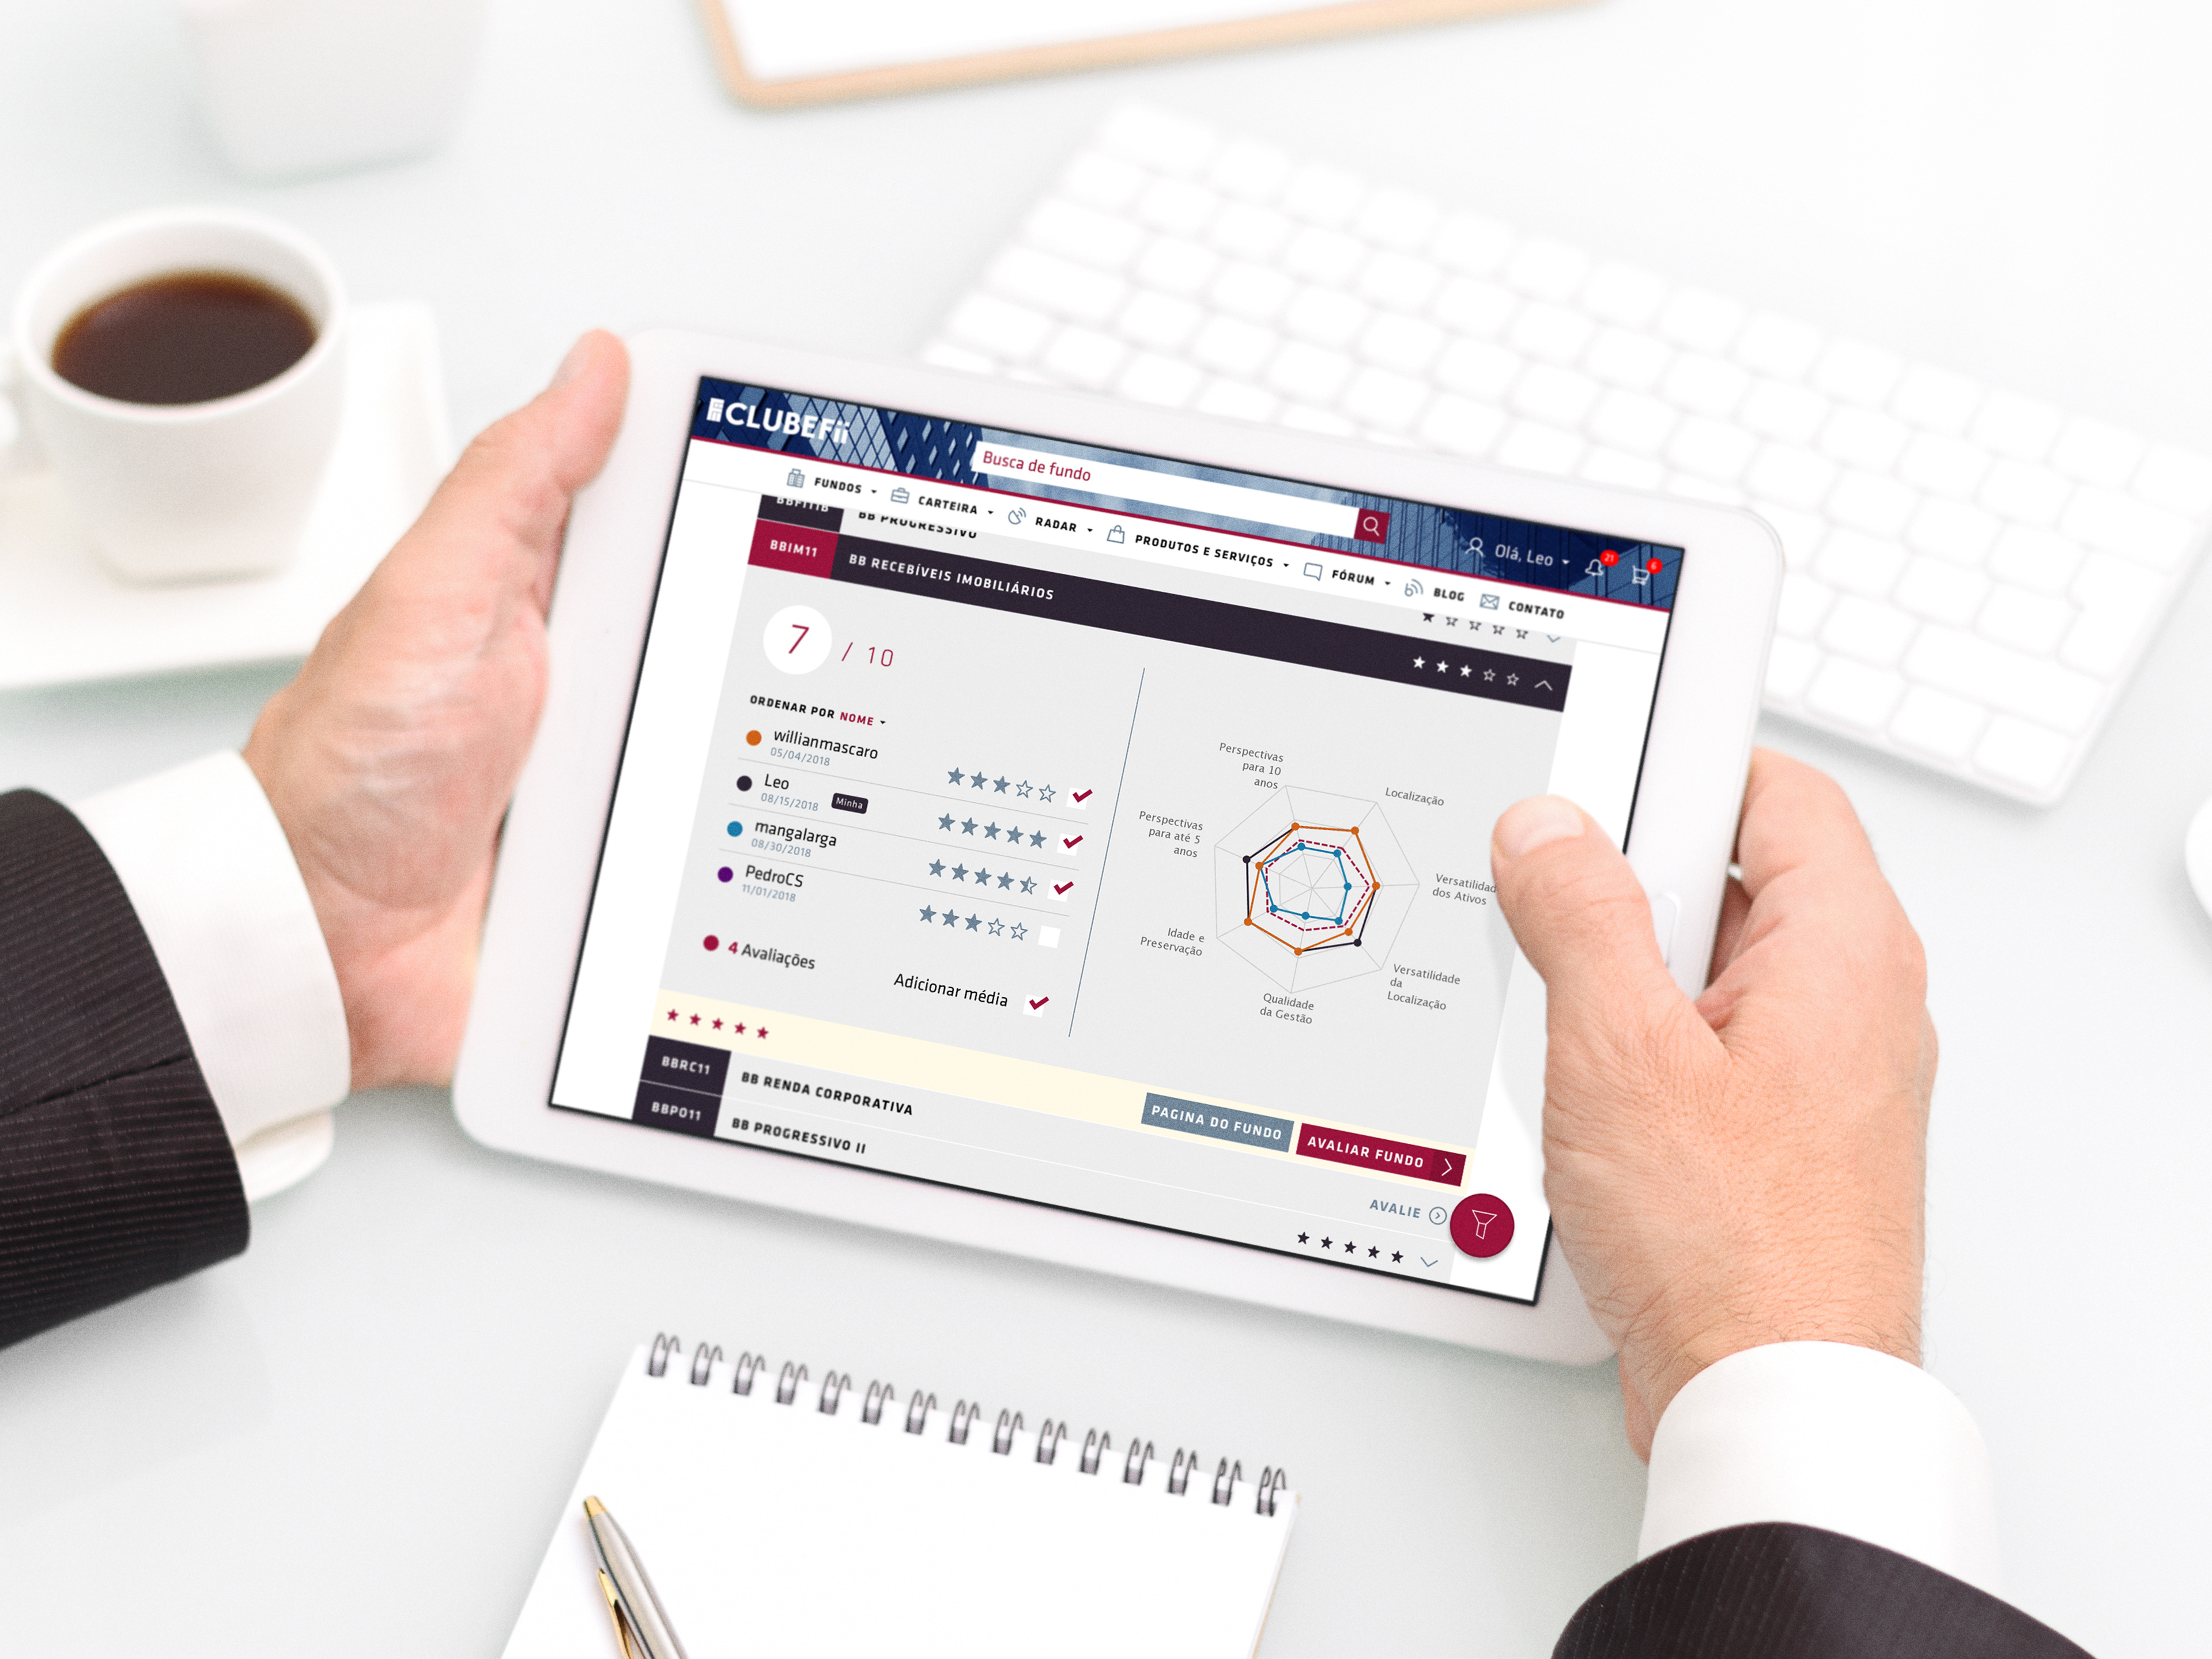 CLUBEFii
Busca de fundo
Olá, Leo
21
6
FUNDOS
CARTEIRA
RADAR
PRODUTOS E SERVIÇOS
FÓRUM
BLOG
CONTATO
BB PROGRESSIVO
BBIM11
BB RECEBÍVEIS IMOBILIÁRIOS
7 / 10
ORDENAR POR NOME
willianmascaro
05/04/2018
Leo
08/15/2018 Minha
mangalarga
08/30/2018
PedroCS
11/01/2018
4 Avaliações
Adicionar média
Perspectivas
para 10
anos
Localização
Perspectivas
para até 5
anos
dos Ativos
Idade e
Preservação
Versatilidade
da
Localização
Qualidade
da Gestão
PAGINA DO FUNDO
AVALIAR FUNDO
BBRC11
BB RENDA CORPORATIVA
AVALIE
BBPO11
BB PROGRESSIVO II